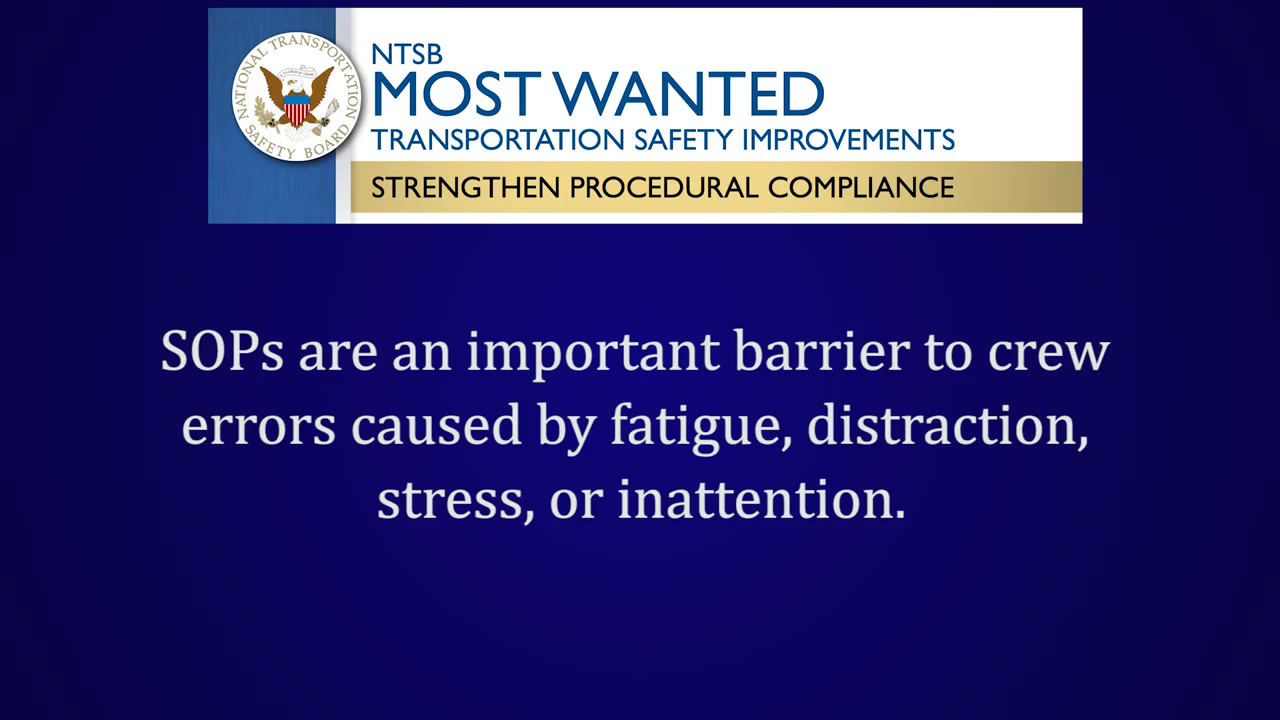 NATIONAL TRANSPORTATION SAFETY BOARD
NTSB
MOST WANTED
TRANSPORTATION SAFETY IMPROVEMENTS
STRENGTHEN PROCEDURAL COMPLIANCE
SOPs are an important barrier to crew
errors caused by fatigue, distraction,
stress, or inattention.